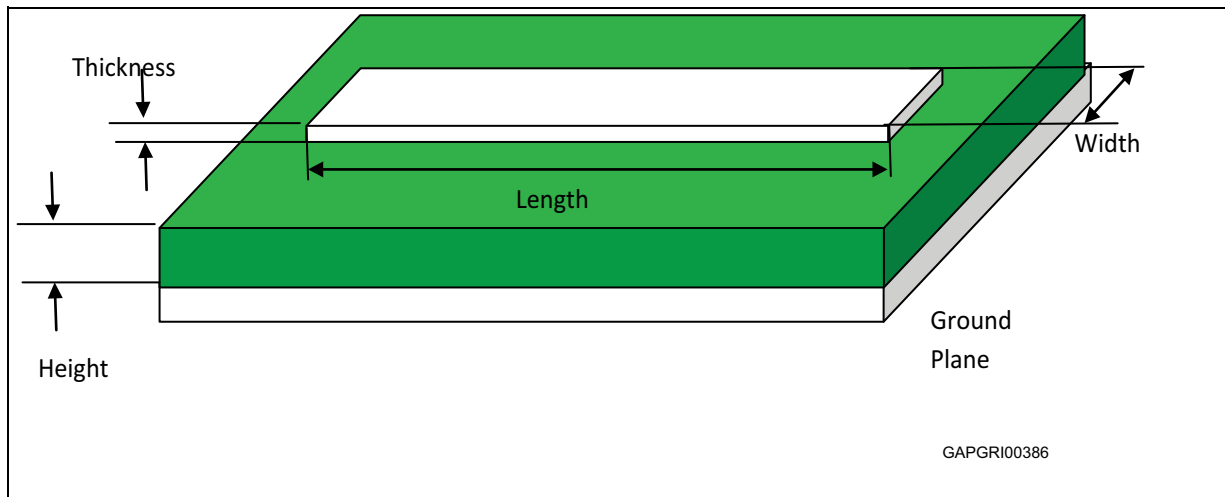 Thickness
Width
Length
Height
Ground
Plane
GAPGRI00386